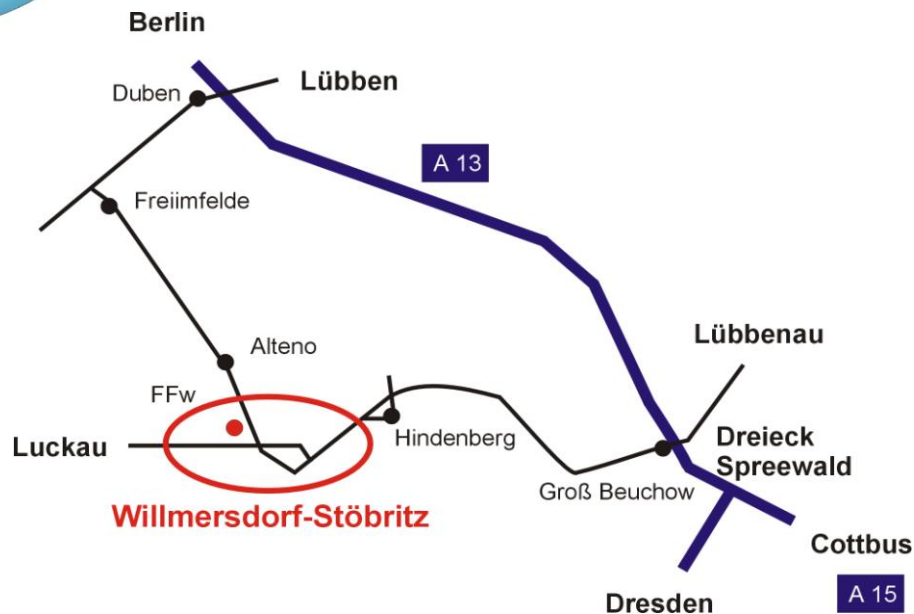 Berlin
Duben
Lübben
A 13
Freiimfelde
Alteno
Lübbenau
FFw
Luckau
Hindenberg
Dreieck
Spreewald
Groß Beuchow
Willmersdorf-Stöbritz
Cottbus
Dresden
A 15